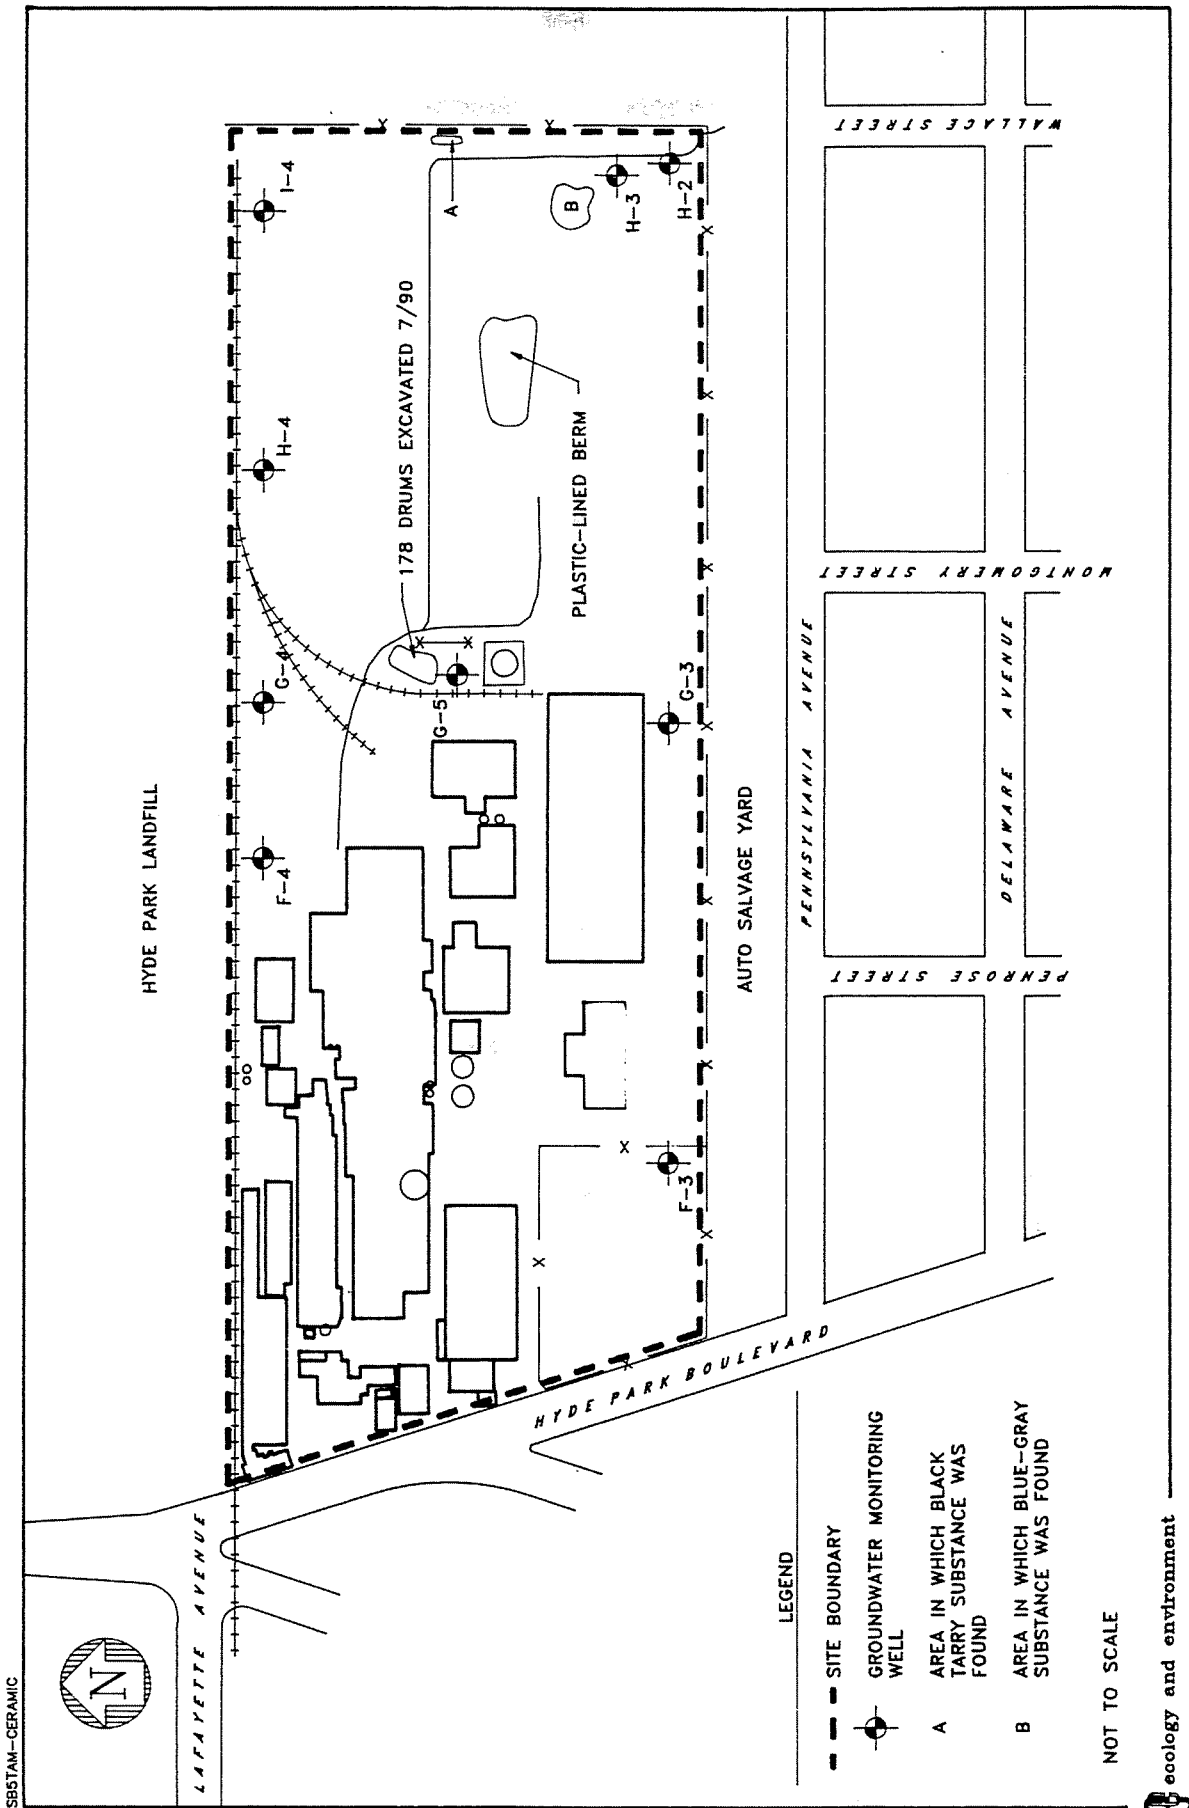 SB5TAM-CERAMIC
N
LAFAYETTE AVENUE
HYDE PARK LANDFILL
F-4
G-4
H-4
I-4
178 DRUMS EXCAVATED 7/90
A
G-5
B
PLASTIC-LINED BERM
H-3
H-2
F-3
G-3
HYDE PARK BOULEVARD
AUTO SALVAGE YARD
PENNSYLVANIA AVENUE
DELAWARE AVENUE
PENROSE STREET
MONTGOMERY STREET
WALLACE STREET
LEGEND
SITE BOUNDARY
GROUNDWATER MONITORING
WELL
A AREA IN WHICH BLACK
TARRY SUBSTANCE WAS
FOUND
B AREA IN WHICH BLUE-GRAY
SUBSTANCE WAS FOUND
NOT TO SCALE
ecology and environment